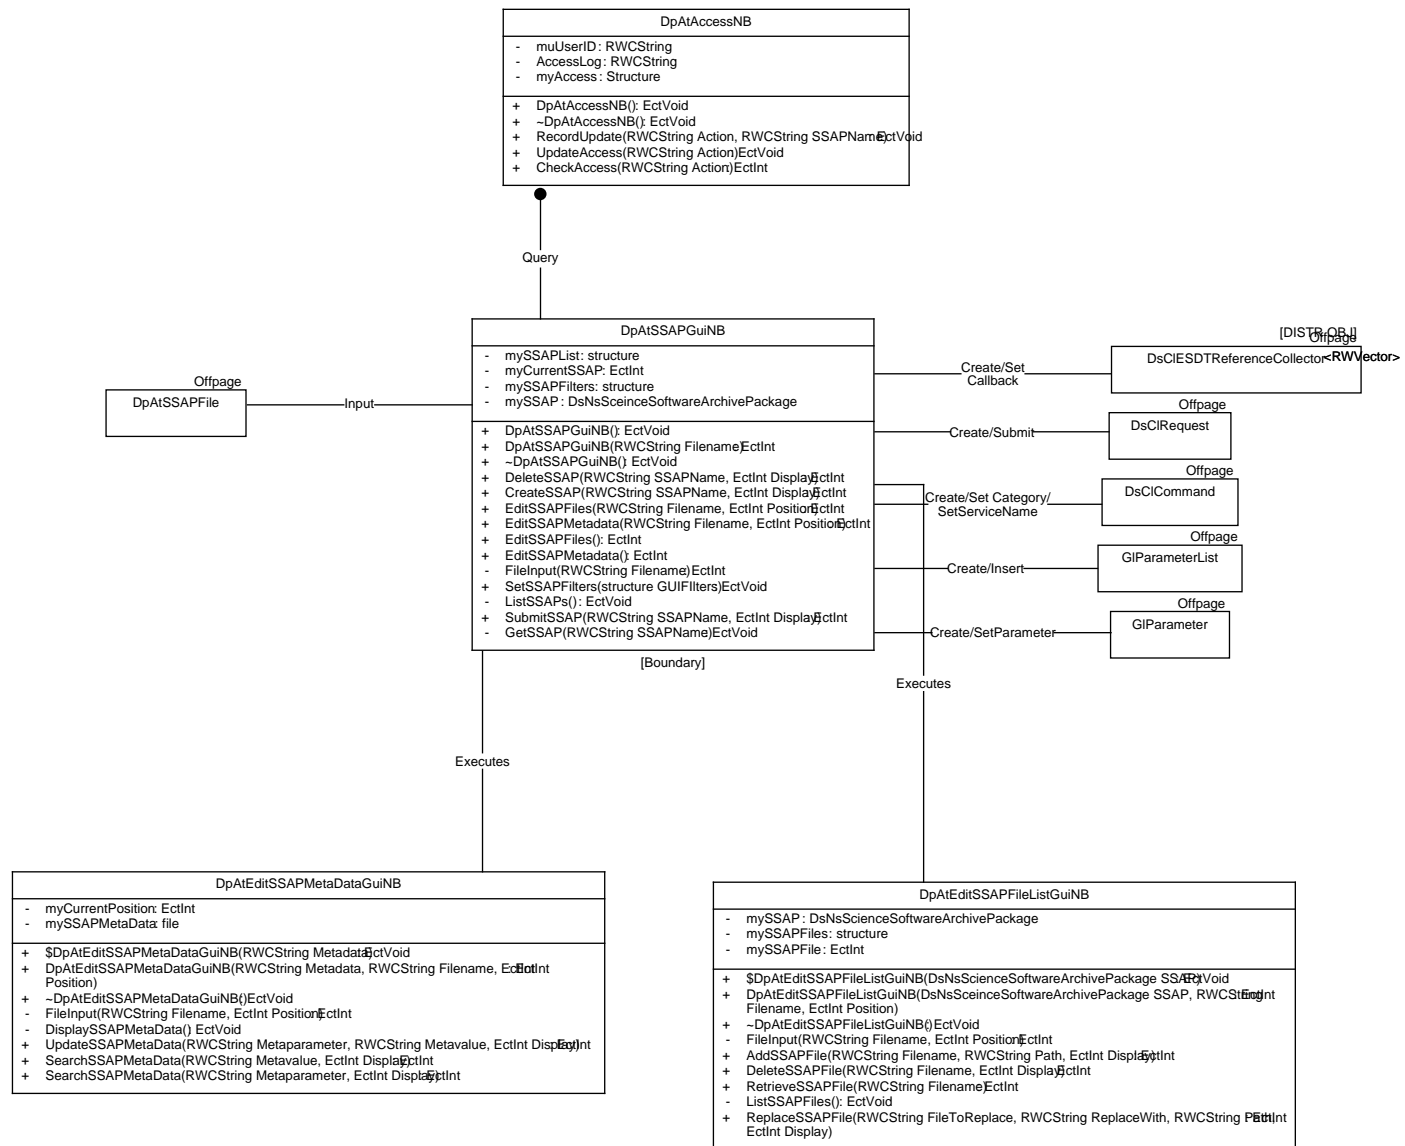 DpAtAccessNB
- muUserID : RWCString
- AccessLog : RWCString
- myAccess : Structure
+ DpAtAccessNB(): EctVoid
+ ~DpAtAccessNB(): EctVoid
+ RecordUpdate(RWCString Action, RWCString SSAPName): EctVoid
+ UpdateAccess(RWCString Action): EctVoid
+ CheckAccess(RWCString Action): EctInt
Query
DpAtSSAPGuiNB
- mySSAPList : structure
- myCurrentSSAP : EctInt
- mySSAPFilters : structure
- mySSAP : DsNsSceinceSoftwareArchivePackage
+ DpAtSSAPGuiNB(): EctVoid
+ DpAtSSAPGuiNB(RWCString Filename): EctInt
+ ~DpAtSSAPGuiNB(): EctVoid
+ DeleteSSAP(RWCString SSAPName, EctInt Display): EctInt
+ CreateSSAP(RWCString SSAPName, EctInt Display): EctInt
+ EditSSAPFiles(RWCString Filename, EctInt Position): EctInt
+ EditSSAPMetadata(RWCString Filename, EctInt Position): EctInt
+ EditSSAPFiles(): EctInt
+ EditSSAPMetadata(): EctInt
- FileInput(RWCString Filename): EctInt
+ SetSSAPFilters(structure GUIFIlters): EctVoid
- ListSSAPs(): EctVoid
+ SubmitSSAP(RWCString SSAPName, EctInt Display): EctInt
- GetSSAP(RWCString SSAPName): EctVoid
[Boundary]
Offpage
DpAtSSAPFile
Input
Create/Set
Callback
[DISTR.OBJ]
Offpage
DsClESDTReferenceCollector<RWVector>
Create/Submit
Offpage
DsClRequest
Create/Set Category/
SetServiceName
Offpage
DsClCommand
Create/Insert
Offpage
GlParameterList
Create/SetParameter
Offpage
GlParameter
Executes
Executes
DpAtEditSSAPMetaDataGuiNB
- myCurrentPosition : EctInt
- mySSAPMetaData : file
+ $DpAtEditSSAPMetaDataGuiNB(RWCString Metadata): EctVoid
+ DpAtEditSSAPMetaDataGuiNB(RWCString Metadata, RWCString Filename, EctInt : EctInt
Position)
+ ~DpAtEditSSAPMetaDataGuiNB(): EctVoid
- FileInput(RWCString Filename, EctInt Position): EctInt
- DisplaySSAPMetaData(): EctVoid
+ UpdateSSAPMetaData(RWCString Metaparameter, RWCString Metavalue, EctInt Display): EctInt
+ SearchSSAPMetaData(RWCString Metavalue, EctInt Display): EctInt
+ SearchSSAPMetaData(RWCString Metaparameter, EctInt Display): EctInt
DpAtEditSSAPFileListGuiNB
- mySSAP : DsNsScienceSoftwareArchivePackage
- mySSAPFiles : structure
- mySSAPFile : EctInt
+ $DpAtEditSSAPFileListGuiNB(DsNsScienceSoftwareArchivePackage SSAP): EctVoid
+ DpAtEditSSAPFileListGuiNB(DsNsSceinceSoftwareArchivePackage SSAP, RWCString : EctInt
Filename, EctInt Position)
+ ~DpAtEditSSAPFileListGuiNB(): EctVoid
- FileInput(RWCString Filename, EctInt Position): EctInt
+ AddSSAPFile(RWCString Filename, RWCString Path, EctInt Display): EctInt
+ DeleteSSAPFile(RWCString Filename, EctInt Display): EctInt
+ RetrieveSSAPFile(RWCString Filename): EctInt
- ListSSAPFiles(): EctVoid
+ ReplaceSSAPFile(RWCString FileToReplace, RWCString ReplaceWith, RWCString Path, : EctInt
EctInt Display)